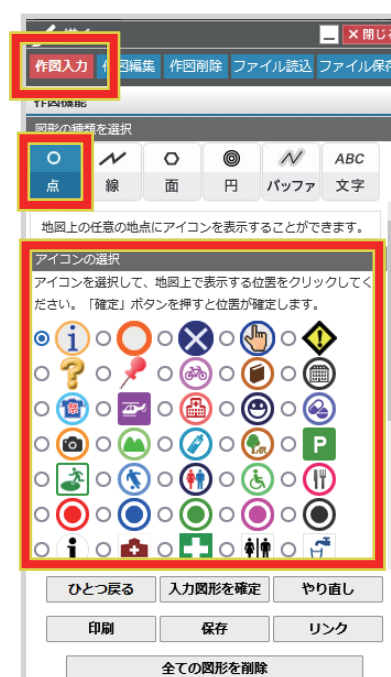 ×閉じ
作図入力 作図編集 作図削除 ファイル読込 ファイル保存
作図機能
図形の種類を選択
ABC
点 線 面 円 バッファ 文字
地図上の任意の地点にアイコンを表示することができます。
アイコンの選択
アイコンを選択して、地図上で表示する位置をクリックしてく
ださい。「確定」ボタンを押すと位置が確定します。
i
?
祭
P
i
ひとつ戻る 入力図形を確定 やり直し
印刷 保存 リンク
全ての図形を削除